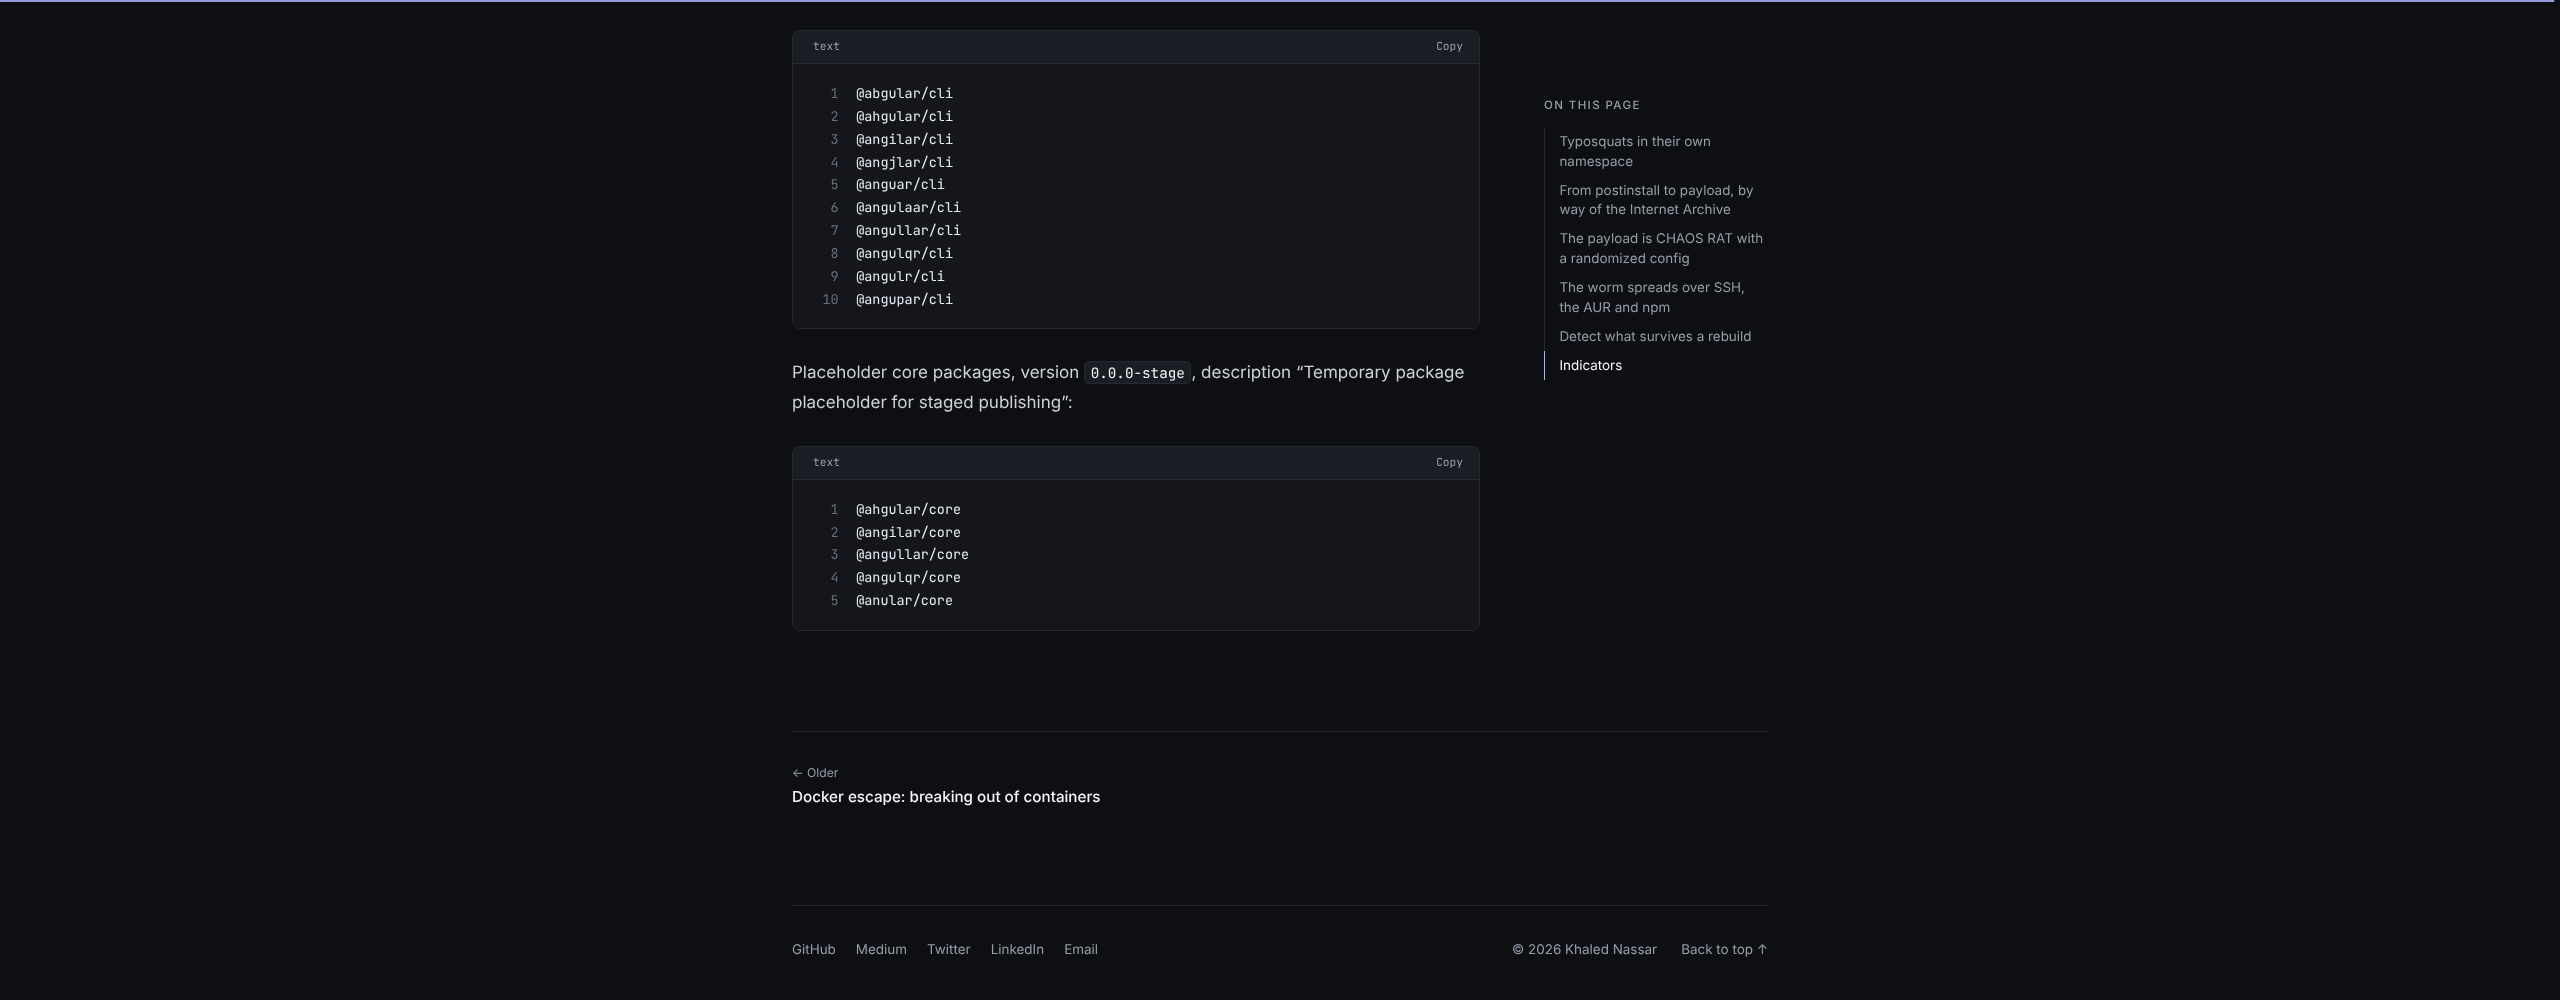 text
Copy
1 @abgular/cli
2 @ahgular/cli
3 @angilar/cli
4 @angjlar/cli
5 @anguar/cli
6 @angulaar/cli
7 @angullar/cli
8 @angulqr/cli
9 @angulr/cli
10 @angupar/cli
Placeholder core packages, version 0.0.0-stage, description “Temporary package
placeholder for staged publishing”:
text
Copy
1 @ahgular/core
2 @angilar/core
3 @angullar/core
4 @angulqr/core
5 @anular/core
ON THIS PAGE
Typosquats in their own
namespace
From postinstall to payload, by
way of the Internet Archive
The payload is CHAOS RAT with
a randomized config
The worm spreads over SSH,
the AUR and npm
Detect what survives a rebuild
Indicators
← Older
Docker escape: breaking out of containers
GitHub Medium Twitter LinkedIn Email
© 2026 Khaled Nassar Back to top ↑